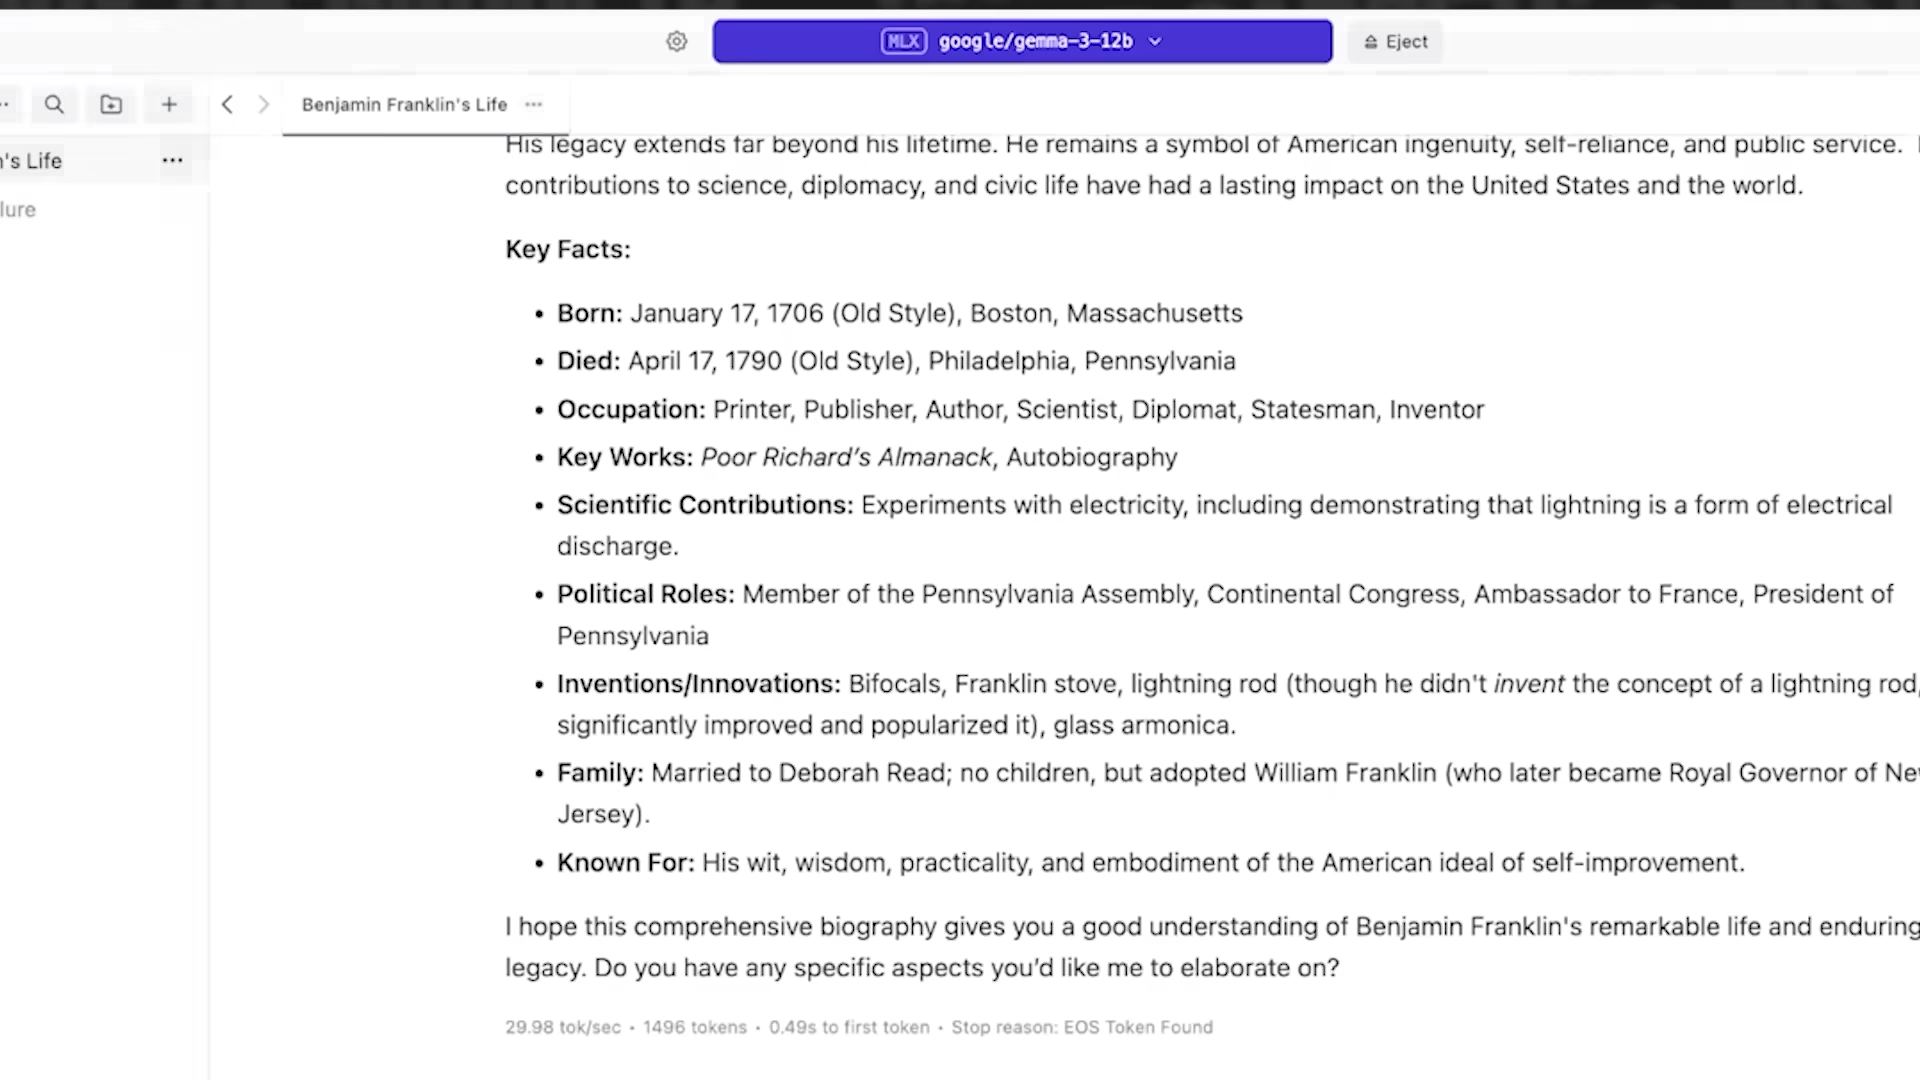 MLX google/gemma-3-12b
Eject
Benjamin Franklin's Life
n's Life
lure
His legacy extends far beyond his lifetime. He remains a symbol of American ingenuity, self-reliance, and public service.
contributions to science, diplomacy, and civic life have had a lasting impact on the United States and the world.
Key Facts:
• Born: January 17, 1706 (Old Style), Boston, Massachusetts
• Died: April 17, 1790 (Old Style), Philadelphia, Pennsylvania
• Occupation: Printer, Publisher, Author, Scientist, Diplomat, Statesman, Inventor
• Key Works: Poor Richard’s Almanack, Autobiography
• Scientific Contributions: Experiments with electricity, including demonstrating that lightning is a form of electrical
discharge.
• Political Roles: Member of the Pennsylvania Assembly, Continental Congress, Ambassador to France, President of
Pennsylvania
• Inventions/Innovations: Bifocals, Franklin stove, lightning rod (though he didn't invent the concept of a lightning rod,
significantly improved and popularized it), glass armonica.
• Family: Married to Deborah Read; no children, but adopted William Franklin (who later became Royal Governor of New
Jersey).
• Known For: His wit, wisdom, practicality, and embodiment of the American ideal of self-improvement.
I hope this comprehensive biography gives you a good understanding of Benjamin Franklin's remarkable life and enduring
legacy. Do you have any specific aspects you’d like me to elaborate on?
29.98 tok/sec • 1496 tokens • 0.49s to first token • Stop reason: EOS Token Found